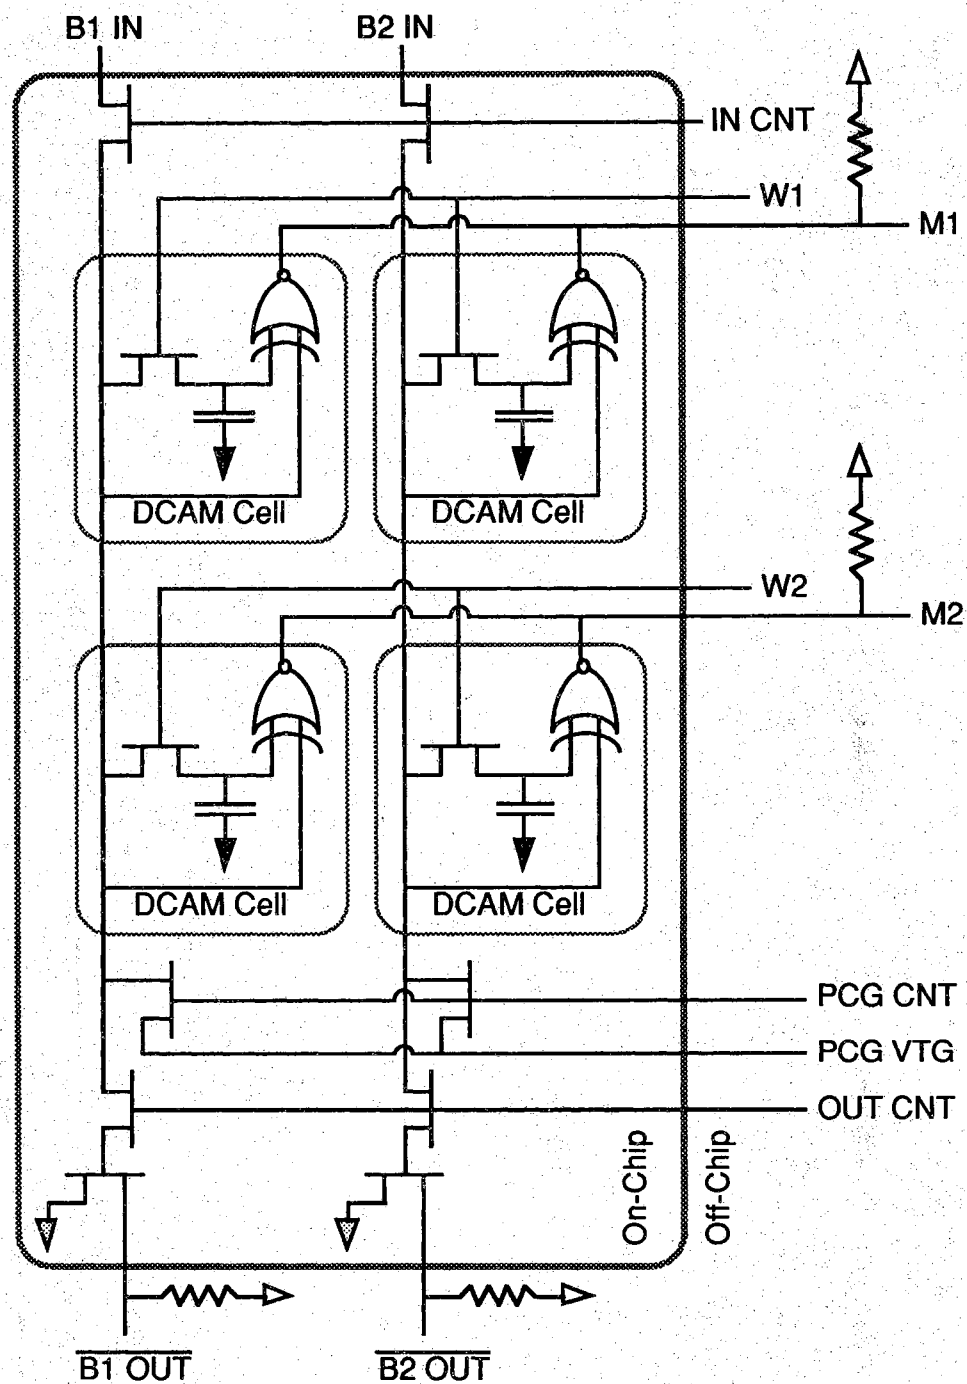 B1 IN
B2 IN
IN CNT
W1
M1
DCAM Cell
DCAM Cell
W2
M2
DCAM Cell
DCAM Cell
PCG CNT
PCG VTG
OUT CNT
On-Chip
Off-Chip
B1 OUT
B2 OUT